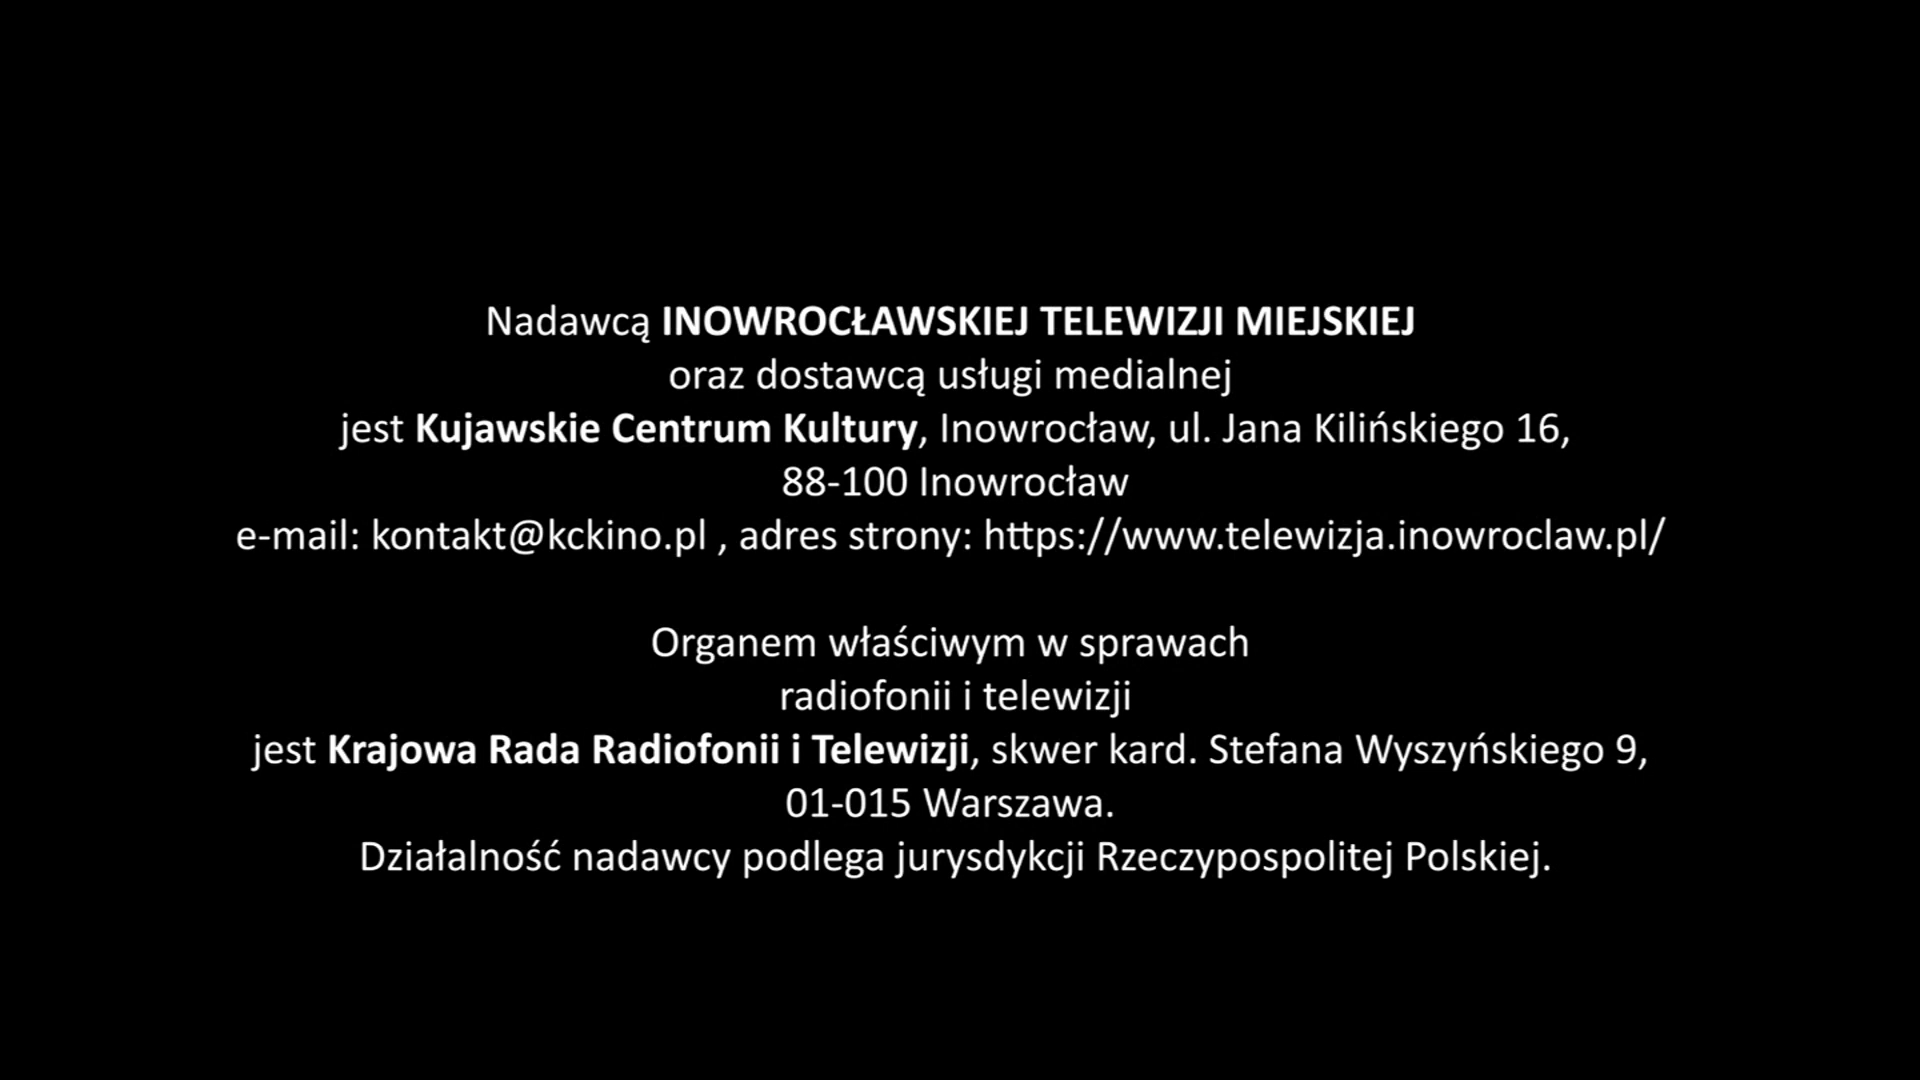 Nadawcą INOWROCŁAWSKIEJ TELEWIZJI MIEJSKIEJ
oraz dostawcą usługi medialnej
jest Kujawskie Centrum Kultury, Inowrocław, ul. Jana Kilińskiego 16,
88-100 Inowrocław
e-mail: kontakt@kckino.pl , adres strony: https://www.telewizja.inowroclaw.pl/
Organem właściwym w sprawach
radiofonii i telewizji
jest Krajowa Rada Radiofonii i Telewizji, skwer kard. Stefana Wyszyńskiego 9,
01-015 Warszawa.
Działalność nadawcy podlega jurysdykcji Rzeczypospolitej Polskiej.